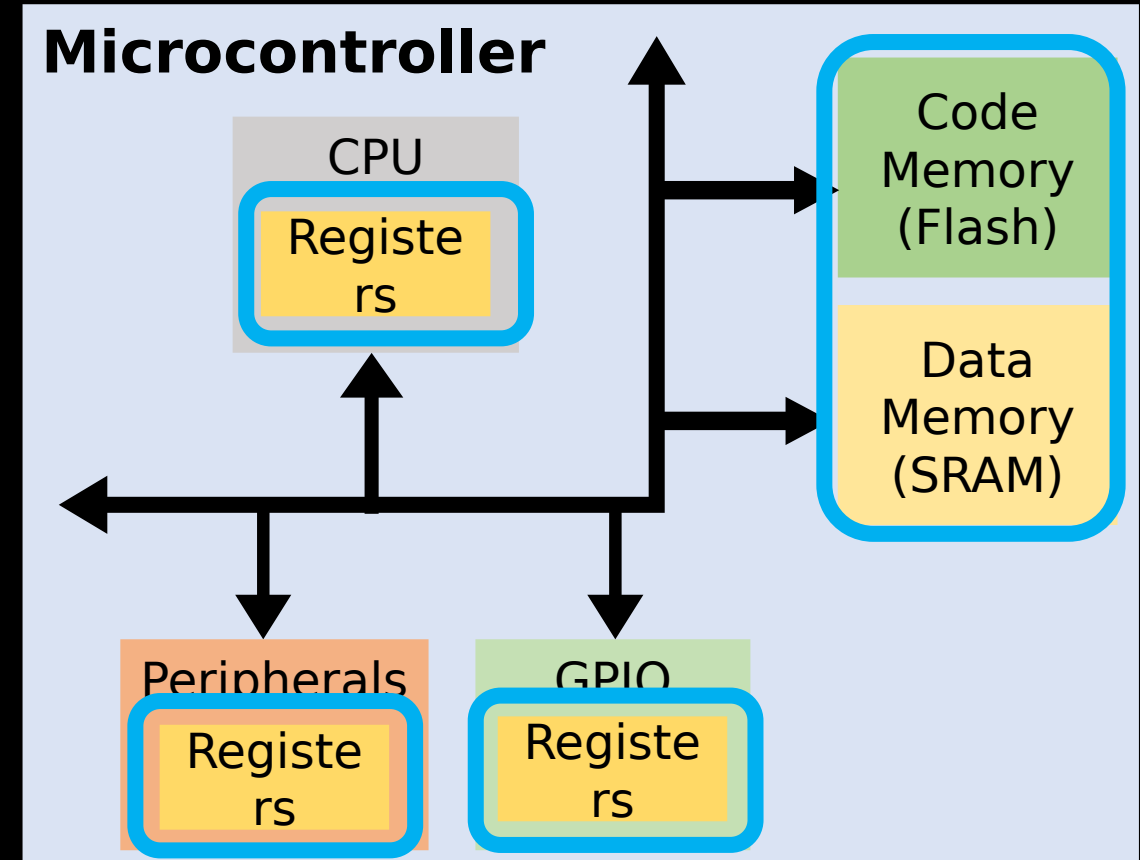 Microcontroller
CPU
Registe
rs
Code
Memory
(Flash)
Data
Memory
(SRAM)
Peripherals
Registe
rs
GPIO
Registe
rs